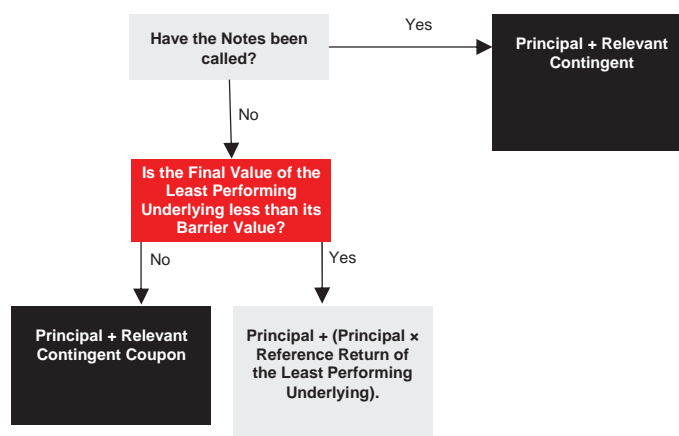 Have the Notes been
called?
Yes
Principal + Relevant
Contingent
No
Is the Final Value of the
Least Performing
Underlying less than its
Barrier Value?
No
Yes
Principal + Relevant
Contingent Coupon
Principal + (Principal ×
Reference Return of
the Least Performing
Underlying).